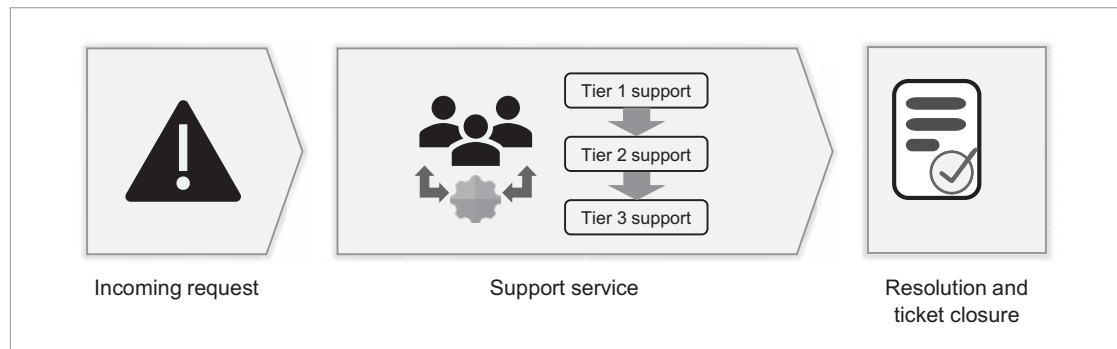 Tier 1 support
Tier 2 support
Tier 3 support
Incoming request
Support service
Resolution and
ticket closure